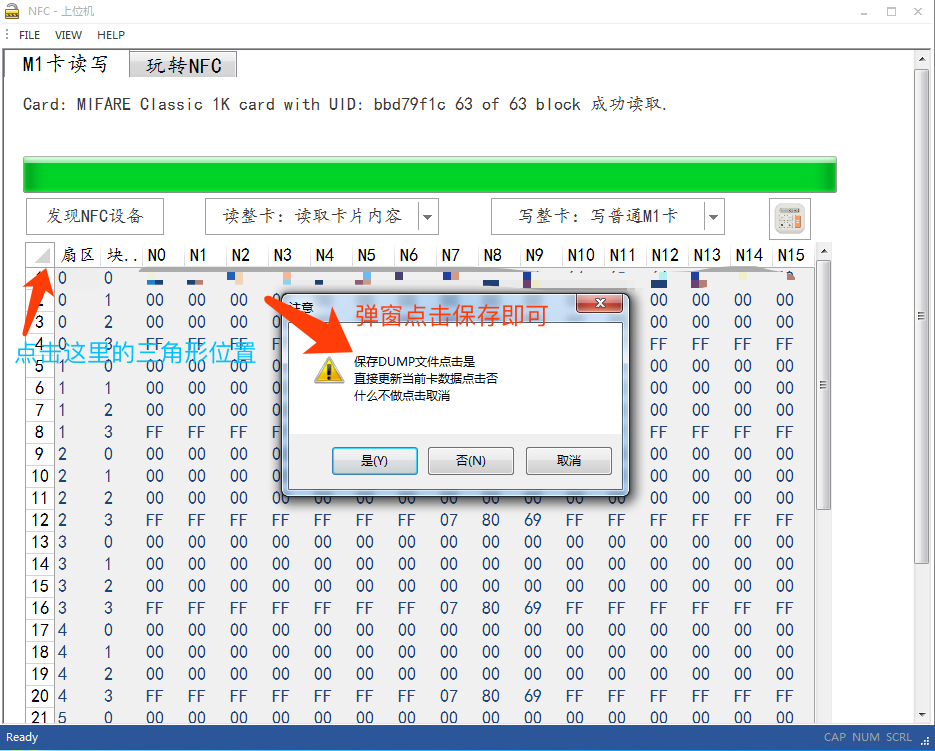 NFC - 上位机
FILE VIEW HELP
M1卡读写 玩转NFC
Card: MIFARE Classic 1K card with UID: bbd79f1c 63 of 63 block 成功读取.
发现NFC设备 读整卡: 读取卡片内容 写整卡: 写普通M1卡
扇区 块.. N0 N1 N2 N3 N4 N5 N6 N7 N8 N9 N10 N11 N12 N13 N14 N15
0 0
0 1 00 00 00 00 00 00 00
注意
弹窗点击保存即可
3 0 2 00 00 00 00 00 00 00
点击这里的三角形位置
0 3 FF FF FF FF FF FF FF
5 1 0 00 00 00 00 00 00 00
保存DUMP文件点击是
直接更新当前卡数据点击否
什么不做点击取消
6 1 1 00 00 00 00 00 00 00
7 1 2 00 00 00 00 00 00 00
8 1 3 FF FF FF FF FF FF FF
9 2 0 00 00 00 00 00 00 00
是(Y) 否(N) 取消
10 2 1 00 00 00 00 00 00 00
11 2 2 00 00 00 00 00 00 00 00 00 00 00 00 00 00 00 00
12 2 3 FF FF FF FF FF FF FF 07 80 69 FF FF FF FF FF FF
13 3 0 00 00 00 00 00 00 00 00 00 00 00 00 00 00 00 00
14 3 1 00 00 00 00 00 00 00 00 00 00 00 00 00 00 00 00
15 3 2 00 00 00 00 00 00 00 00 00 00 00 00 00 00 00 00
16 3 3 FF FF FF FF FF FF FF 07 80 69 FF FF FF FF FF FF
17 4 0 00 00 00 00 00 00 00 00 00 00 00 00 00 00 00 00
18 4 1 00 00 00 00 00 00 00 00 00 00 00 00 00 00 00 00
19 4 2 00 00 00 00 00 00 00 00 00 00 00 00 00 00 00 00
20 4 3 FF FF FF FF FF FF FF 07 80 69 FF FF FF FF FF FF
21 5 0 00 00 00 00 00 00 00 00 00 00 00 00 00 00 00 00
Ready CAP NUM SCRL